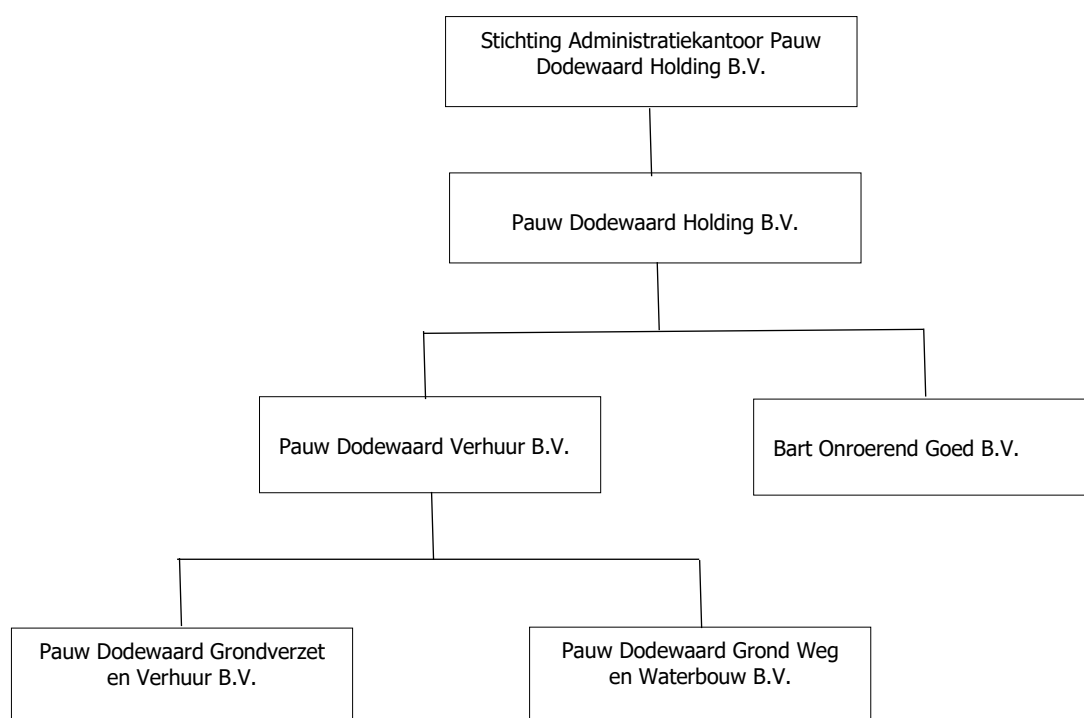 Stichting Administratiekantoor Pauw
Dodewaard Holding B.V.
Pauw Dodewaard Holding B.V.
Pauw Dodewaard Verhuur B.V.
Bart Onroerend Goed B.V.
Pauw Dodewaard Grondverzet
en Verhuur B.V.
Pauw Dodewaard Grond Weg
en Waterbouw B.V.